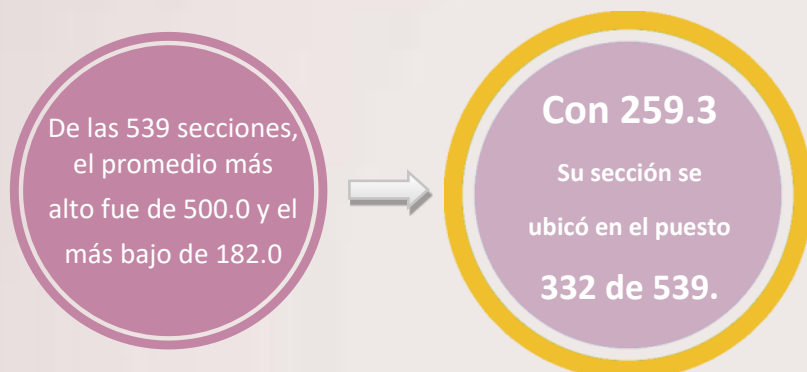 De las 539 secciones,
el promedio más
alto fue de 500.0 y el
más bajo de 182.0
Con 259.3
Su sección se
ubicó en el puesto
332 de 539.